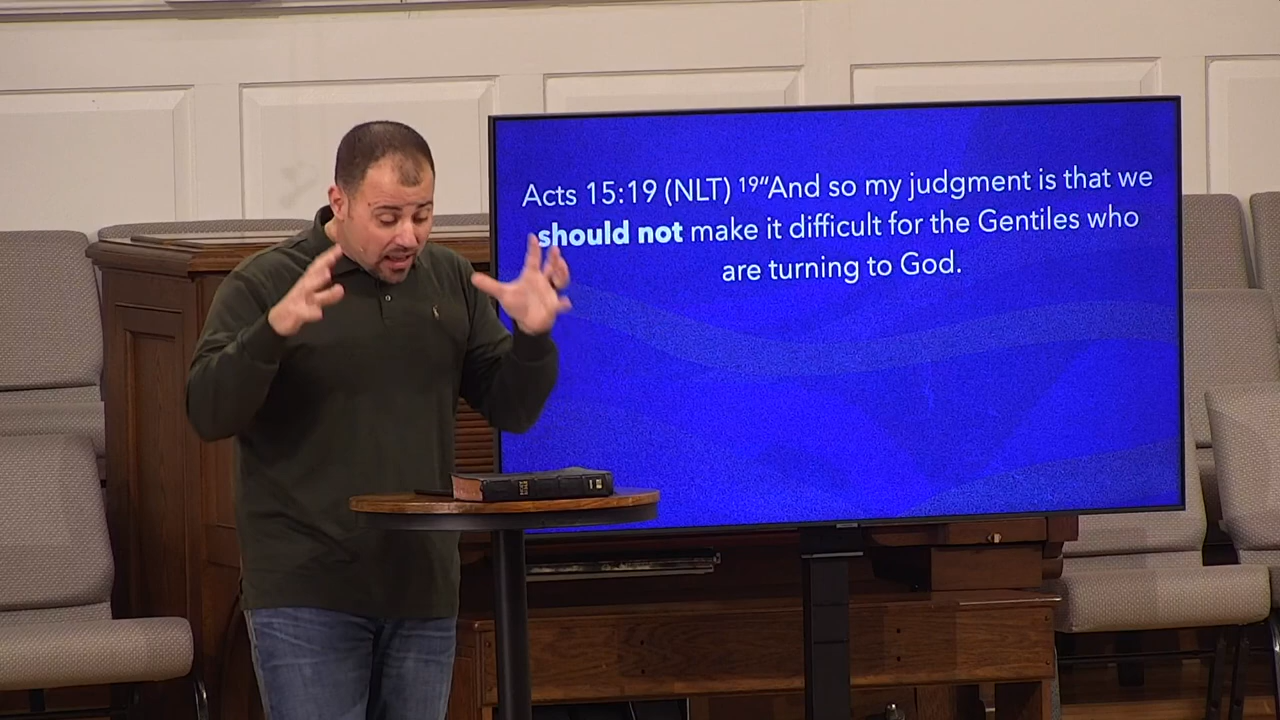 Acts 15:19 (NLT) ¹⁹“And so my judgment is that we
should not make it difficult for the Gentiles who
are turning to God.